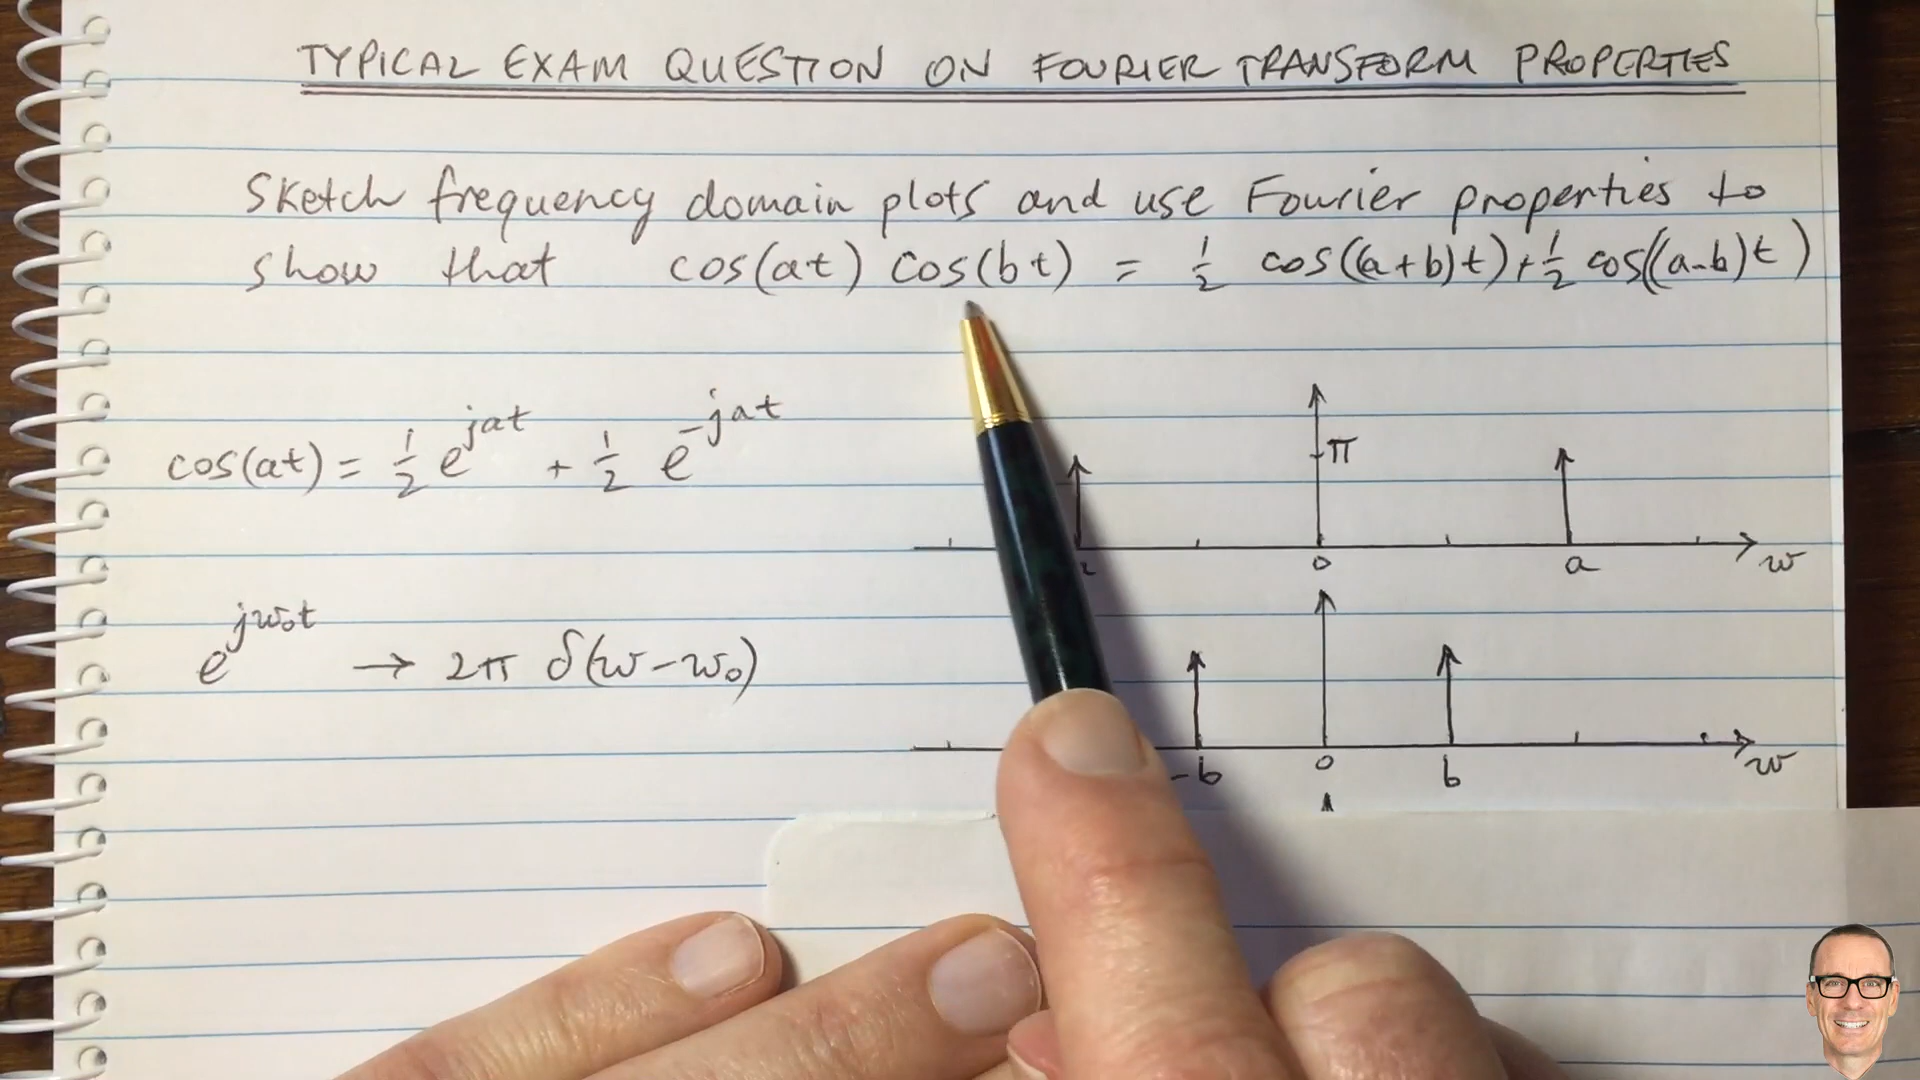 TYPICAL EXAM QUESTION ON FOURIER TRANSFORM PROPERTIES
Sketch frequency domain plots and use Fourier properties to
show that cos(at) cos(bt) = 1/2 cos((a+b)t) + 1/2 cos((a-b)t)
cos(at) = 1/2 e^{jat} + 1/2 e^{-jat}
π
0 a w
e^{jw₀t} → 2π δ(w-w₀)
-b 0 b w